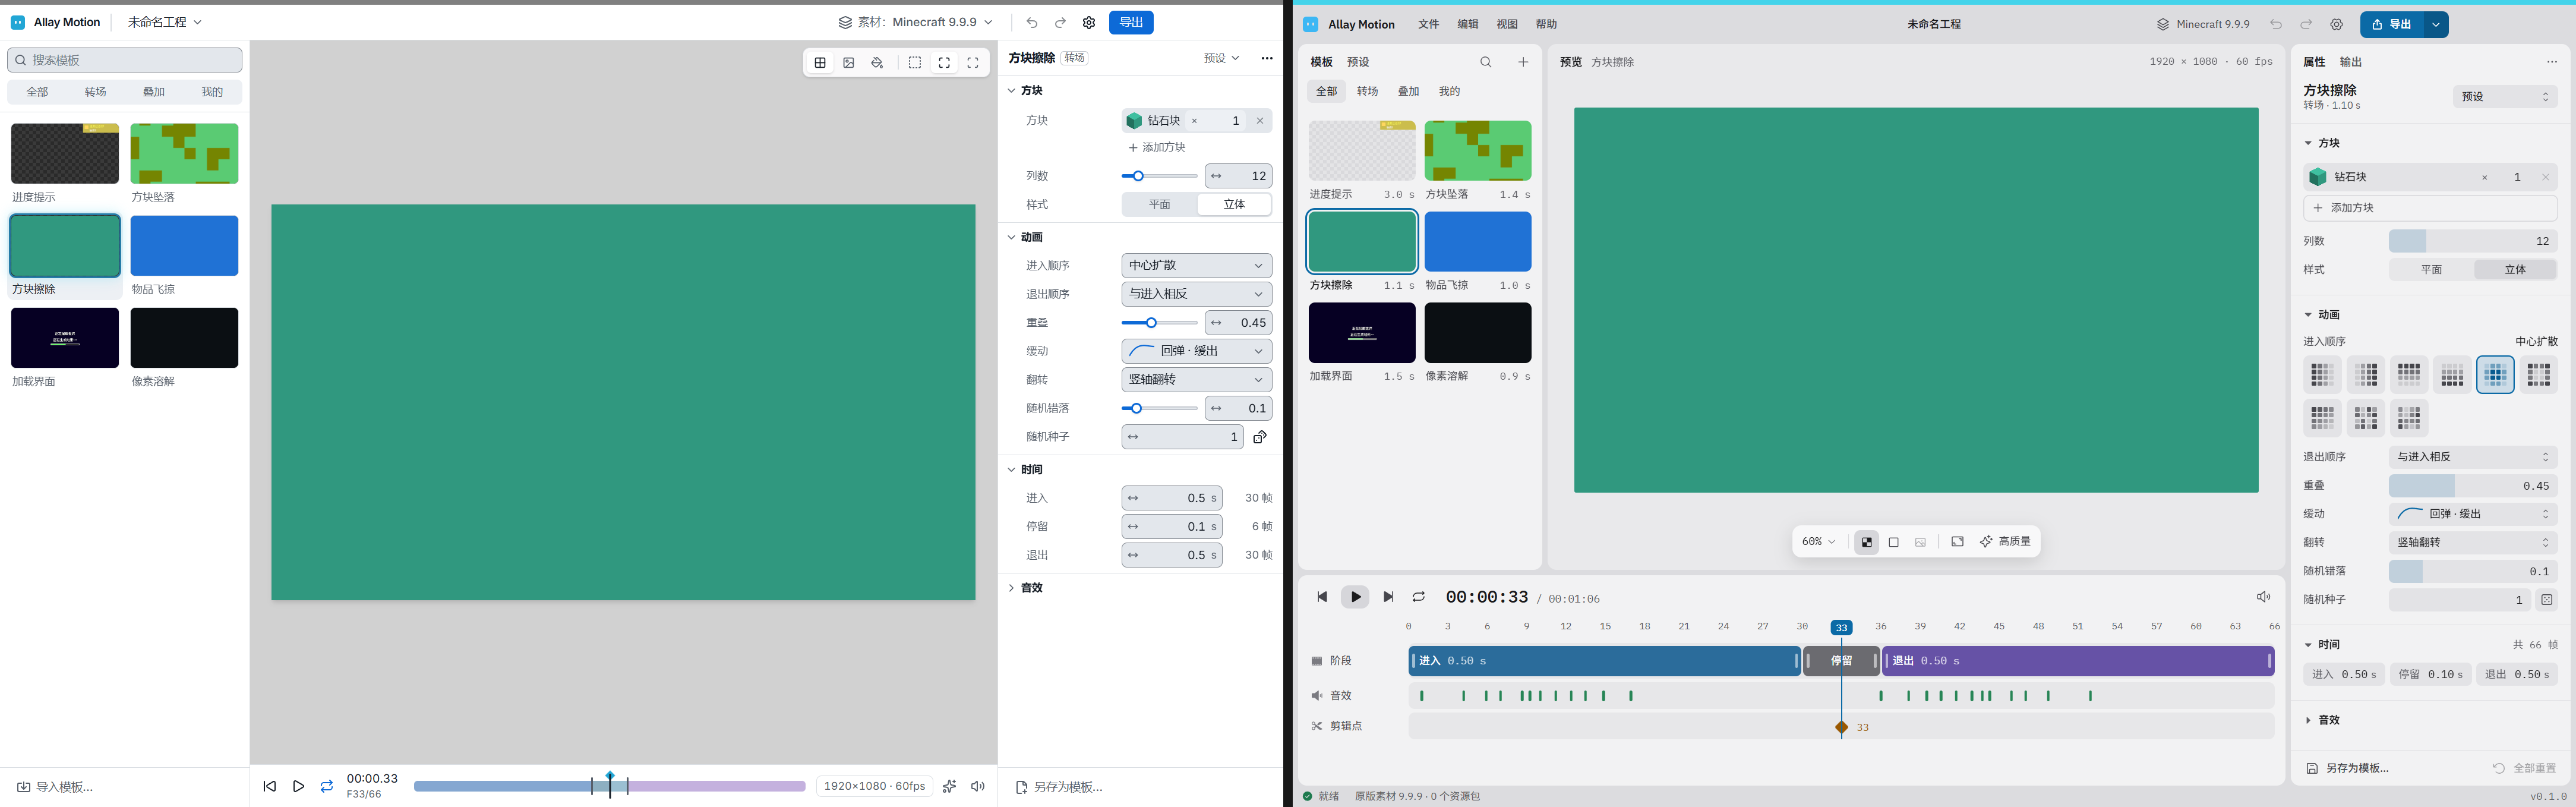 Allay Motion
未命名工程
素材: Minecraft 9.9.9
导出
搜索模板
全部 转场 叠加 我的
进度提示 方块坠落
方块擦除 物品飞掠
加载界面 像素溶解
导入模板...
方块擦除 转场 预设
方块
方块 钻石块 × 1 ×
+ 添加方块
列数 12
样式 平面 立体
动画
进入顺序 中心扩散
退出顺序 与进入相反
重叠 0.45
缓动 回弹 · 缓出
翻转 竖轴翻转
随机错落 0.1
随机种子 1
时间
进入 0.5 s 30 帧
停留 0.1 s 6 帧
退出 0.5 s 30 帧
音效
00:00.33
F33/66
1920×1080 · 60fps
另存为模板...
Allay Motion 文件 编辑 视图 帮助
未命名工程
Minecraft 9.9.9
导出
模板 预设
全部 转场 叠加 我的
进度提示 3.0 s 方块坠落 1.4 s
方块擦除 1.1 s 物品飞掠 1.0 s
加载界面 1.5 s 像素溶解 0.9 s
预览 方块擦除 1920 × 1080 · 60 fps
60% 高质量
00:00:33 / 00:01:06
0 3 6 9 12 15 18 21 24 27 30 33 36 39 42 45 48 51 54 57 60 63 66
阶段 进入 0.50 s 停留 退出 0.50 s
音效
剪辑点 33
属性 输出
方块擦除
转场 · 1.10 s
预设
方块
钻石块 × 1 ×
+ 添加方块
列数 12
样式 平面 立体
动画
进入顺序 中心扩散
退出顺序 与进入相反
重叠 0.45
缓动 回弹 · 缓出
翻转 竖轴翻转
随机错落 0.1
随机种子 1
时间 共 66 帧
进入 0.50 s 停留 0.10 s 退出 0.50 s
音效
另存为模板... 全部重置
就绪 原版素材 9.9.9 · 0 个资源包 v0.1.0